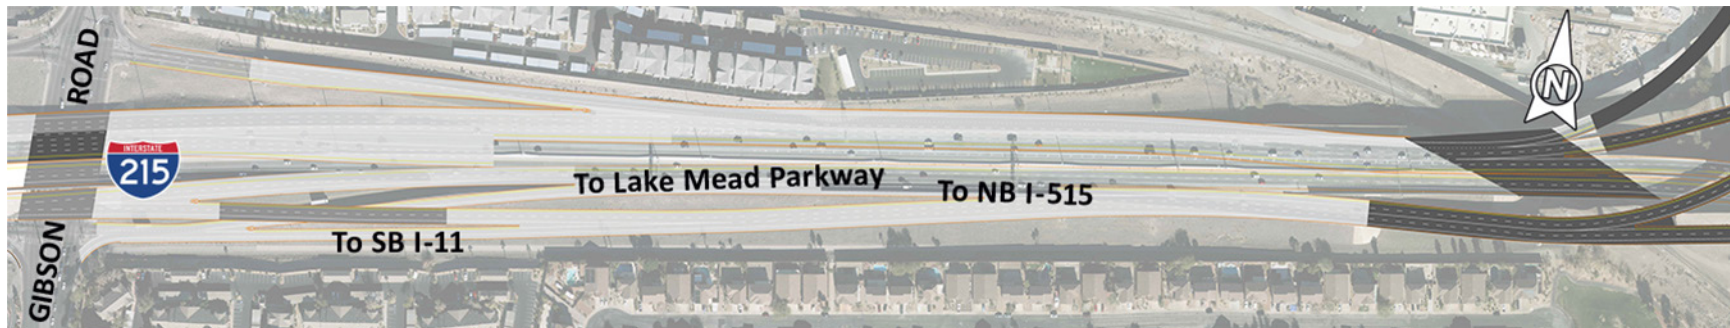 ROAD
GIBSON
INTERSTATE
215
To Lake Mead Parkway
To NB I-515
To SB I-11
N